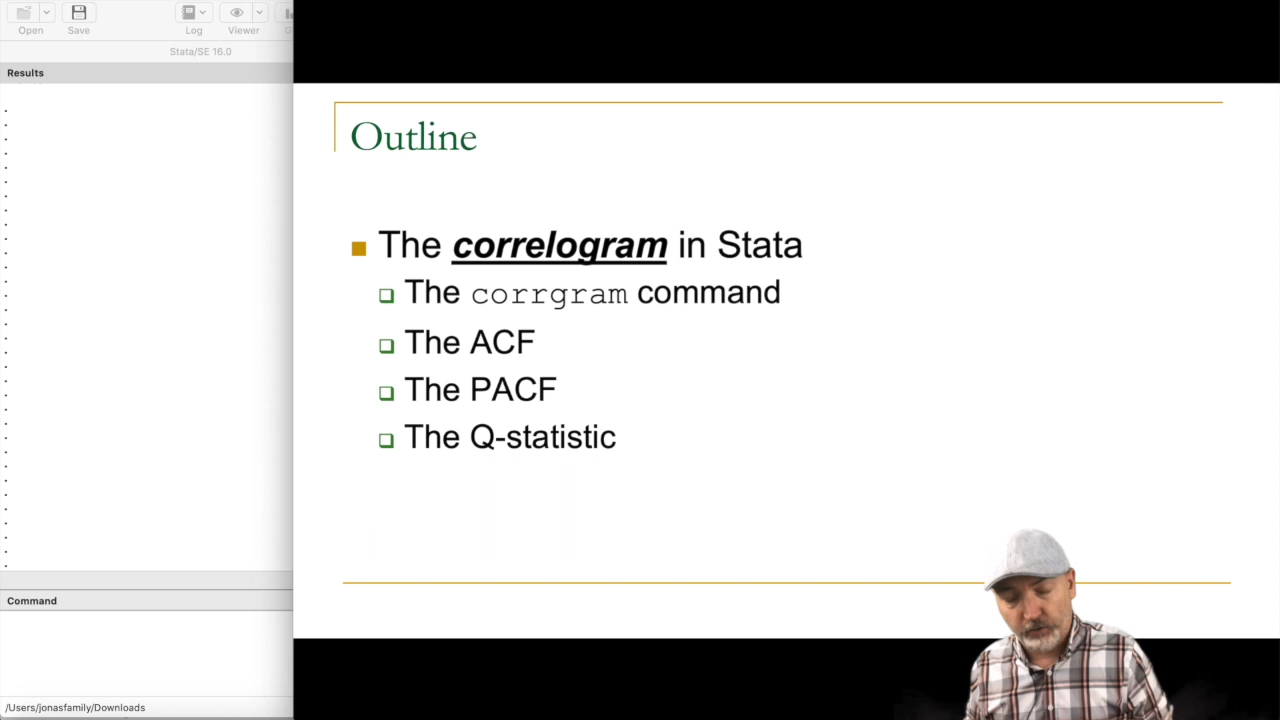 Open
Save
Log
Viewer
Stata/SE 16.0
Results
Command
/Users/jonasfamily/Downloads
Outline
The correlogram in Stata
The corrgram command
The ACF
The PACF
The Q-statistic